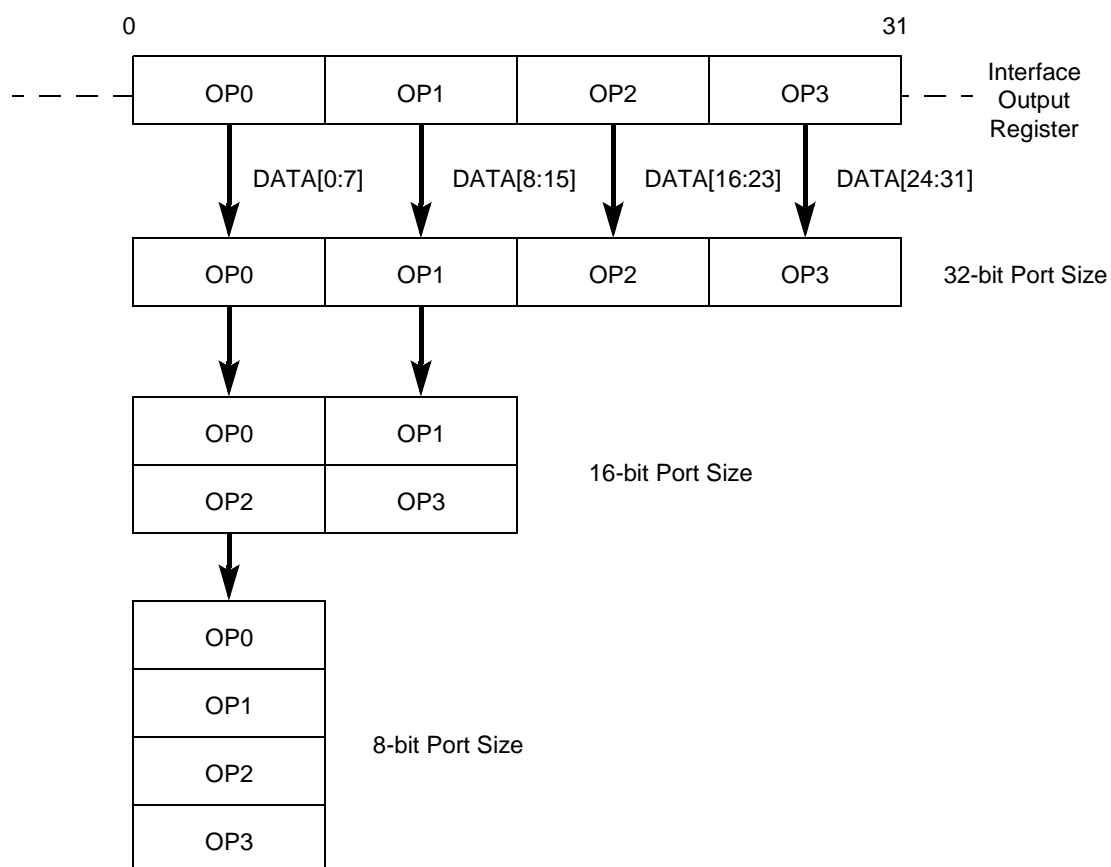 0 31
OP0 OP1 OP2 OP3
Interface
Output
Register
DATA[0:7] DATA[8:15] DATA[16:23] DATA[24:31]
OP0 OP1 OP2 OP3 32-bit Port Size
OP0 OP1
16-bit Port Size
OP2 OP3
OP0
OP1
8-bit Port Size
OP2
OP3